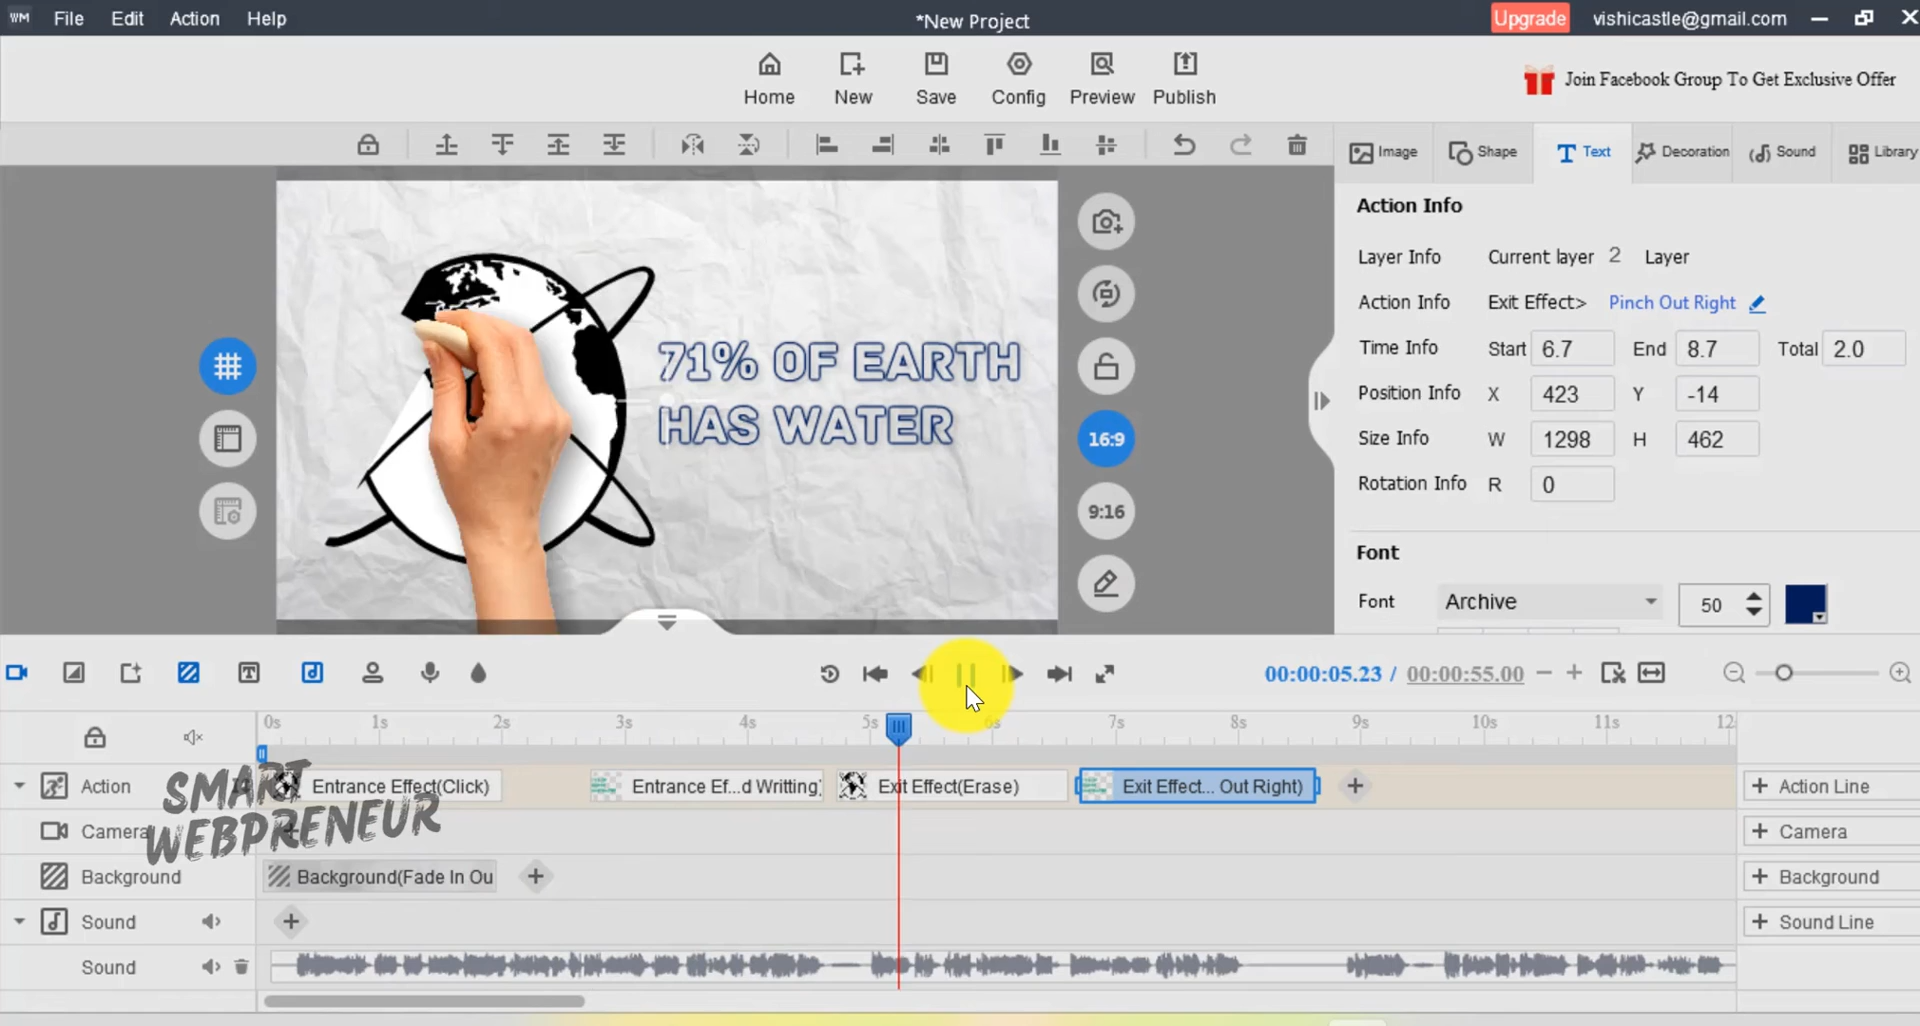 WM File Edit Action Help *New Project Upgrade vishicastle@gmail.com
Home New Save Config Preview Publish
Join Facebook Group To Get Exclusive Offer
Image Shape Text Decoration Sound Library
Action Info
Layer Info Current layer 2 Layer
Action Info Exit Effect> Pinch Out Right
Time Info Start 6.7 End 8.7 Total 2.0
Position Info X 423 Y -14
Size Info W 1298 H 462
Rotation Info R 0
Font
Font Archive 50
71% OF EARTH
HAS WATER
16:9
9:16
00:00:05.23 / 00:00:55.00
0s 1s 2s 3s 4s 5s 6s 7s 8s 9s 10s 11s 12
Action Entrance Effect(Click) Entrance Ef...d Writting) Exit Effect(Erase) Exit Effect... Out Right) + Action Line
SMART
WEBPRENEUR
Camera + Camera
Background Background(Fade In Ou + Background
Sound + Sound Line
Sound